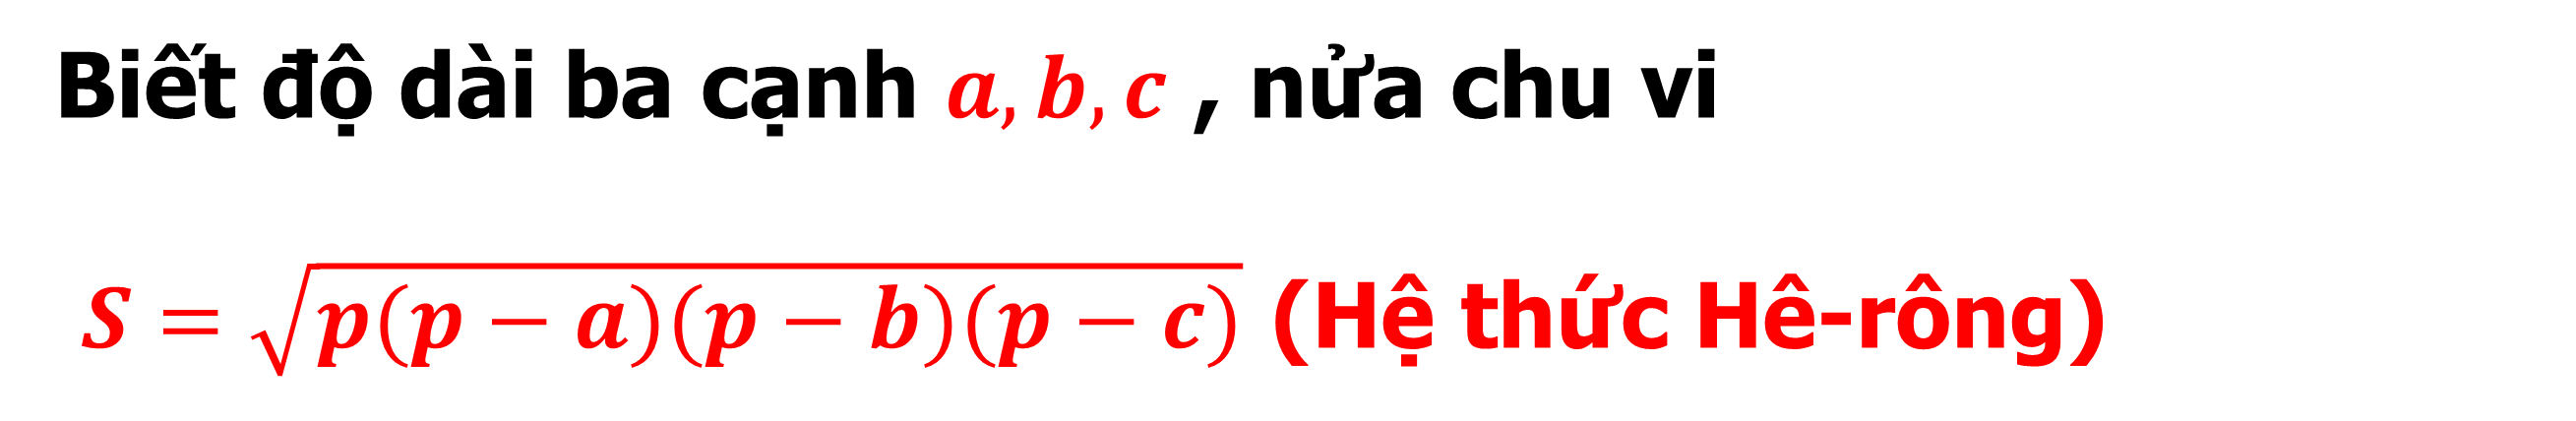 Biết độ dài ba cạnh a, b, c , nửa chu vi
S = √p(p − a)(p − b)(p − c) (Hệ thức Hê-rông)